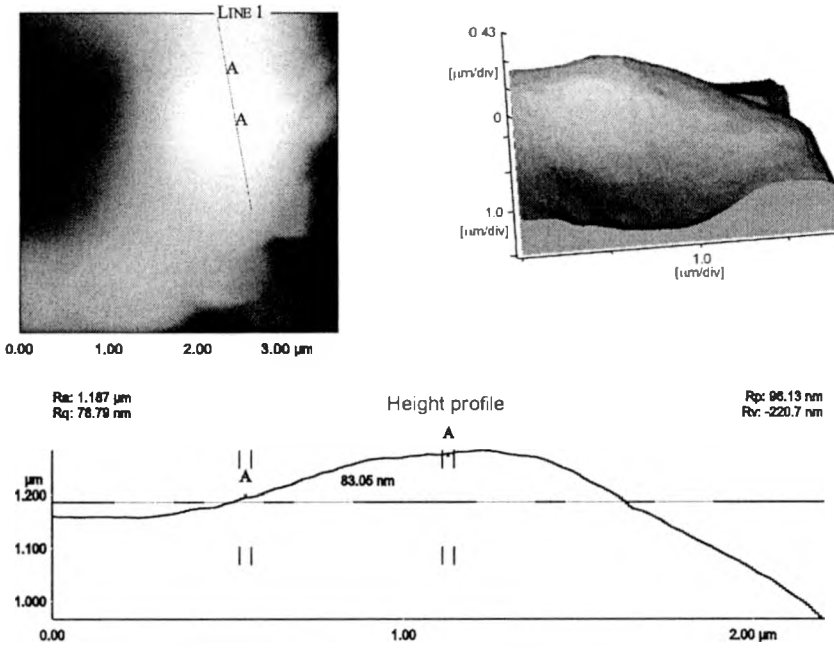 LINE 1
A
A
0.00 1.00 2.00 3.00 µm
0 43
[µm/div]
0
1.0
[µm/div]
1.0
[µm/div]
Ra: 1.187 µm
Rq: 78.79 nm
Height profile
Rp: 96.13 nm
Rv: -220.7 nm
A
A
83.05 nm
µm
1.200
1.100
1.000
0.00 1.00 2.00 µm